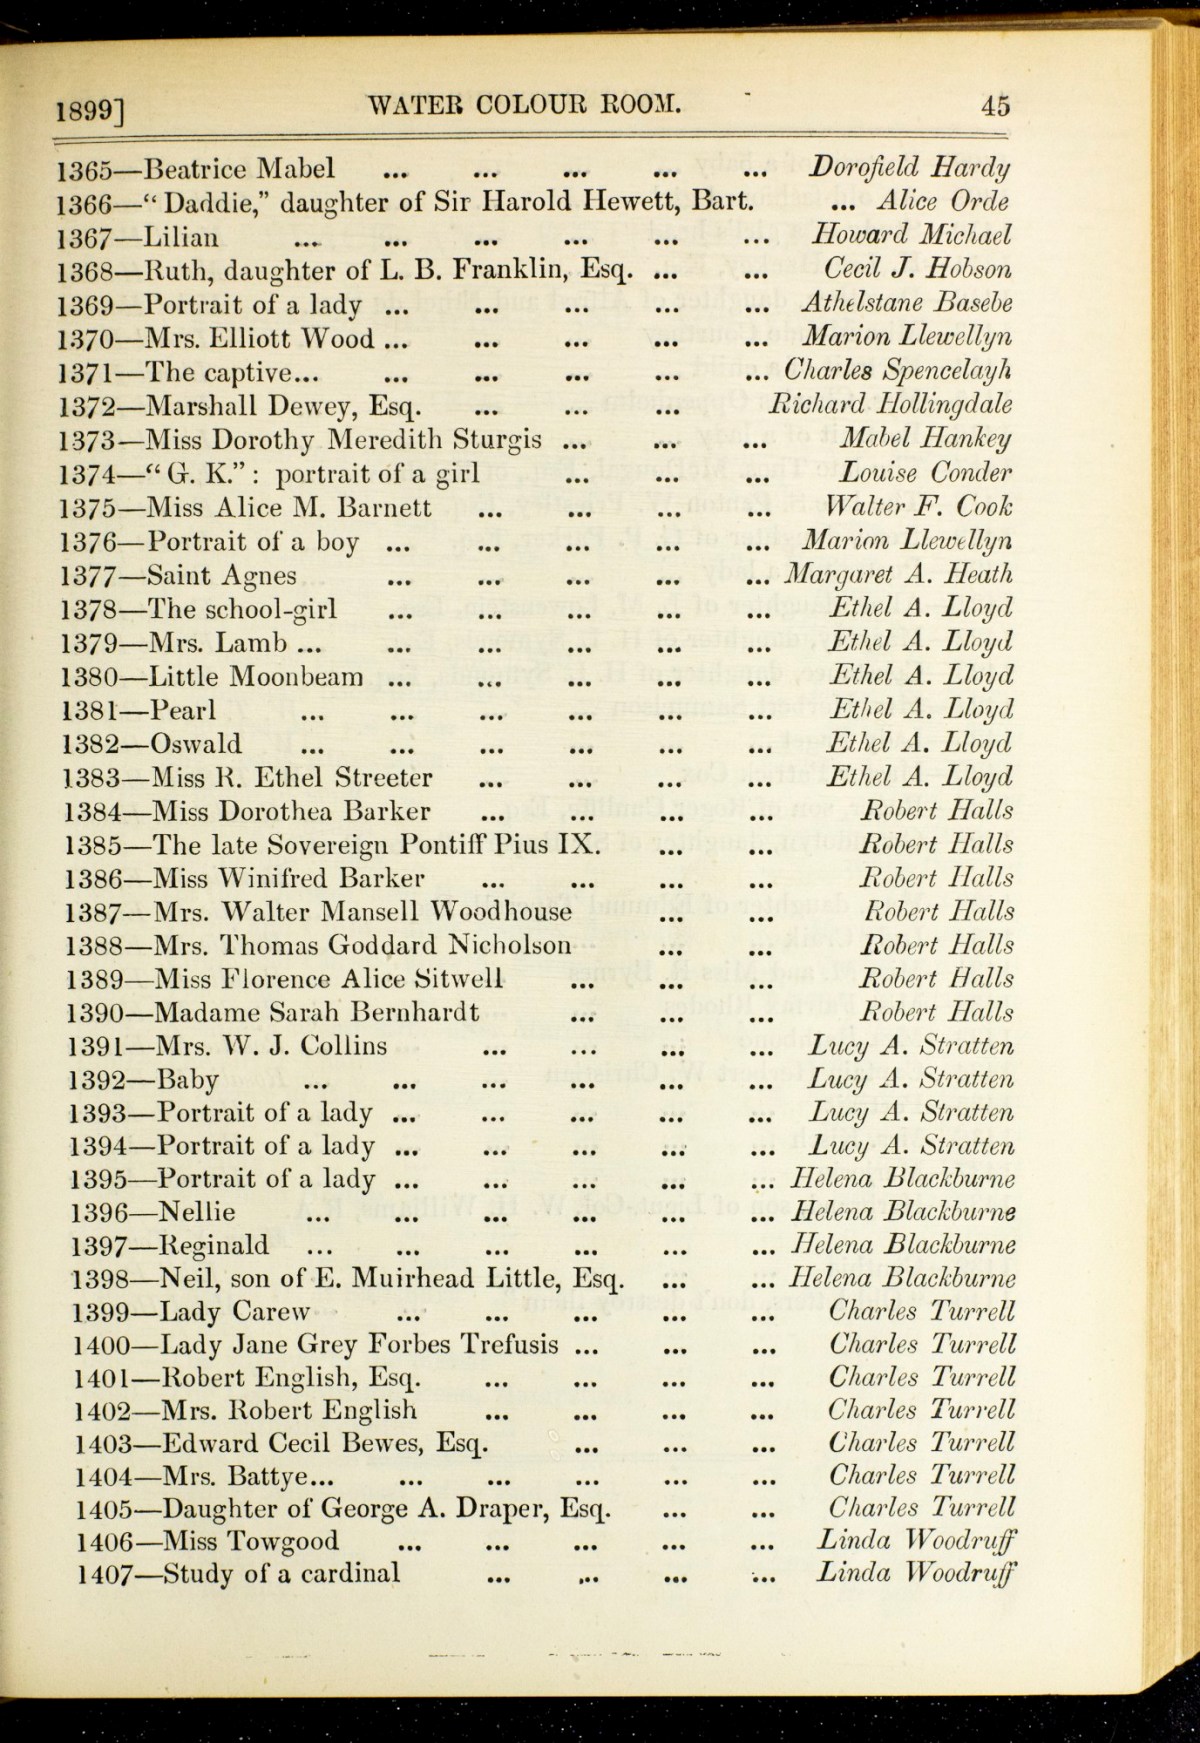 1899] WATER COLOUR ROOM. 45
1365—Beatrice Mabel ... ... ... ... ... Dorofield Hardy
1366—“Daddie,” daughter of Sir Harold Hewett, Bart. ... Alice Orde
1367—Lilian ... ... ... ... ... ... Howard Michael
1368—Ruth, daughter of L. B. Franklin, Esq. ... ... Cecil J. Hobson
1369—Portrait of a lady ... ... ... ... ... Athelstane Basebe
1370—Mrs. Elliott Wood ... ... ... ... ... Marion Llewellyn
1371—The captive... ... ... ... ... ... Charles Spencelayh
1372—Marshall Dewey, Esq. ... ... ... Richard Hollingdale
1373—Miss Dorothy Meredith Sturgis ... ... ... Mabel Hankey
1374—“G. K.”: portrait of a girl ... ... ... Louise Conder
1375—Miss Alice M. Barnett ... ... ... ... Walter F. Cook
1376—Portrait of a boy ... ... ... ... ... Marion Llewellyn
1377—Saint Agnes ... ... ... ... ... Margaret A. Heath
1378—The school-girl ... ... ... ... ... Ethel A. Lloyd
1379—Mrs. Lamb ... ... ... ... ... ... Ethel A. Lloyd
1380—Little Moonbeam ... ... ... ... ... Ethel A. Lloyd
1381—Pearl ... ... ... ... ... ... Ethel A. Lloyd
1382—Oswald ... ... ... ... ... ... Ethel A. Lloyd
1383—Miss R. Ethel Streeter ... ... ... ... Ethel A. Lloyd
1384—Miss Dorothea Barker ... ... ... ... Robert Halls
1385—The late Sovereign Pontiff Pius IX. ... ... Robert Halls
1386—Miss Winifred Barker ... ... ... ... Robert Halls
1387—Mrs. Walter Mansell Woodhouse ... ... Robert Halls
1388—Mrs. Thomas Goddard Nicholson ... ... Robert Halls
1389—Miss Florence Alice Sitwell ... ... ... Robert Halls
1390—Madame Sarah Bernhardt ... ... ... Robert Halls
1391—Mrs. W. J. Collins ... ... ... ... Lucy A. Stratten
1392—Baby ... ... ... ... ... ... Lucy A. Stratten
1393—Portrait of a lady ... ... ... ... ... Lucy A. Stratten
1394—Portrait of a lady ... ... ... ... ... Lucy A. Stratten
1395—Portrait of a lady ... ... ... ... ... Helena Blackburne
1396—Nellie ... ... ... ... ... ... Helena Blackburne
1397—Reginald ... ... ... ... ... ... Helena Blackburne
1398—Neil, son of E. Muirhead Little, Esq. ... ... Helena Blackburne
1399—Lady Carew ... ... ... ... ... Charles Turrell
1400—Lady Jane Grey Forbes Trefusis ... ... ... Charles Turrell
1401—Robert English, Esq. ... ... ... ... Charles Turrell
1402—Mrs. Robert English ... ... ... ... Charles Turrell
1403—Edward Cecil Bewes, Esq. ... ... ... Charles Turrell
1404—Mrs. Battye... ... ... ... ... ... Charles Turrell
1405—Daughter of George A. Draper, Esq. ... ... Charles Turrell
1406—Miss Towgood ... ... ... ... ... Linda Woodruff
1407—Study of a cardinal ... ... ... ... Linda Woodruff